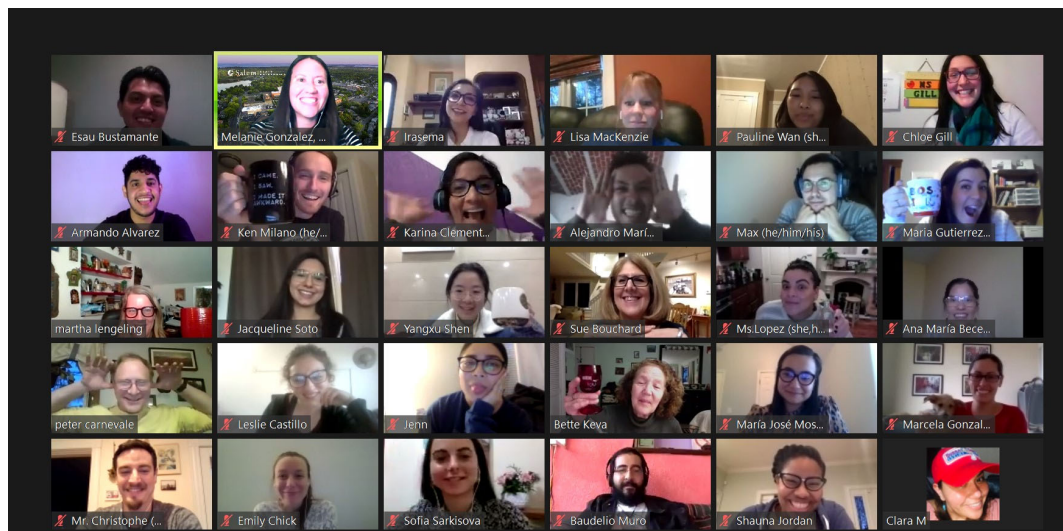 Esau Bustamante
Salem
Melanie Gonzalez, ...
Irasema
Lisa MacKenzie
Pauline Wan (sh...
MS
GILL
Chloe Gill
Armando Alvarez
I CAME.
I SAW.
I MADE IT
AWKWARD.
Ken Milano (he/...
Karina Clement...
Alejandro Marí...
Max (he/him/his)
BOS
María Gutierrez...
martha lengeling
Jacqueline Soto
Yangxu Shen
Sue Bouchard
Ms.Lopez (she,h...
Ana María Bece...
peter carnevale
Leslie Castillo
Jenn
Bette Keva
María José Mos...
Marcela Gonzal...
Mr. Christophe (...
Emily Chick
Sofia Sarkisova
Baudelio Muro
Shauna Jordan
Clara M